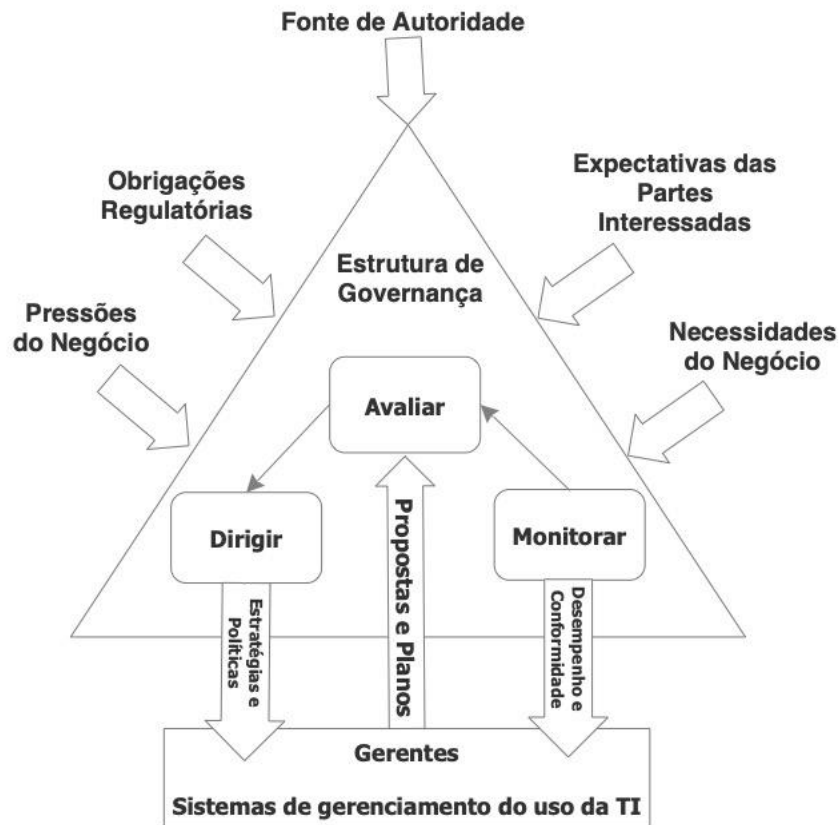 Fonte de Autoridade
Obrigações
Regulatórias
Expectativas das
Partes
Interessadas
Estrutura de
Governança
Pressões
do Negócio
Necessidades
do Negócio
Avaliar
Dirigir
Monitorar
Estratégias e
Políticas
Propostas e Planos
Desempenho e
Conformidade
Gerentes
Sistemas de gerenciamento do uso da TI